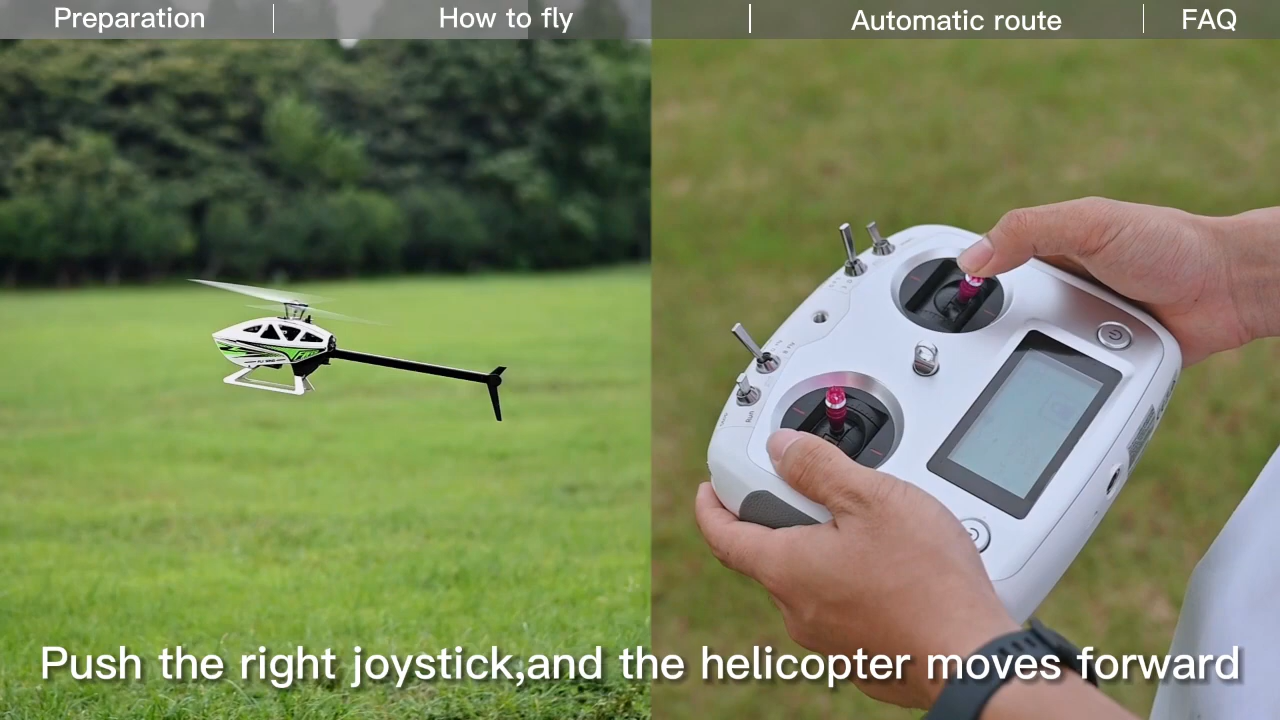 Preparation
How to fly
Automatic route
FAQ
Push the right joystick,and the helicopter moves forward